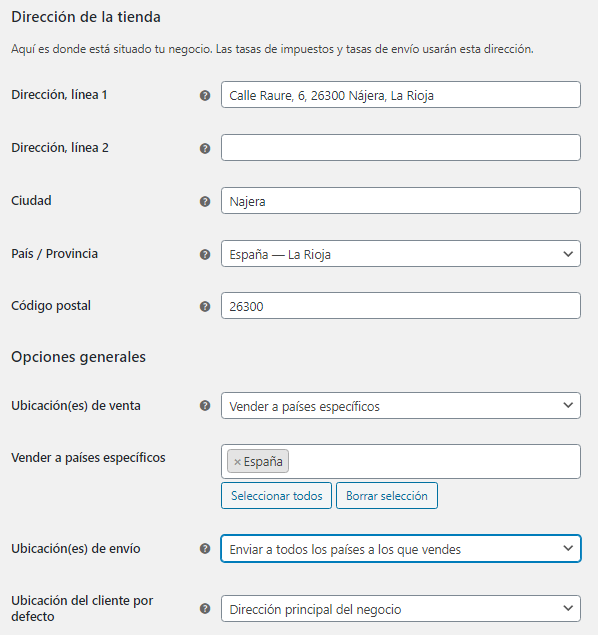 Dirección de la tienda
Aquí es donde está situado tu negocio. Las tasas de impuestos y tasas de envío usarán esta dirección.
Dirección, línea 1 ? Calle Raure, 6, 26300 Nájera, La Rioja
Dirección, línea 2 ?
Ciudad ? Najera
País / Provincia ? España — La Rioja
Código postal ? 26300
Opciones generales
Ubicación(es) de venta ? Vender a países específicos
Vender a países específicos × España
Seleccionar todos Borrar selección
Ubicación(es) de envío ? Enviar a todos los países a los que vendes
Ubicación del cliente por
defecto ? Dirección principal del negocio